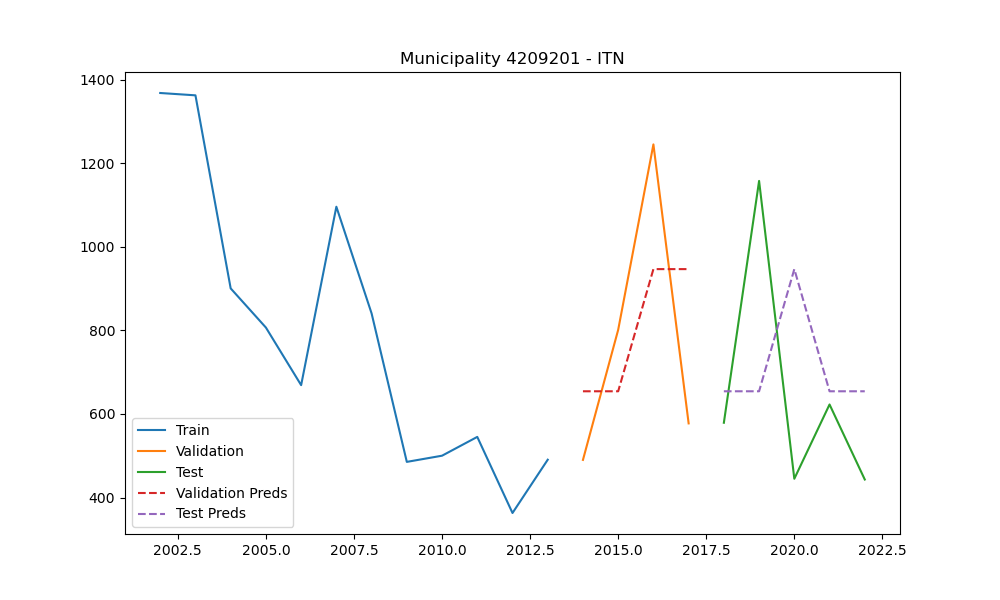 Municipality 4209201 - ITN
1400
1200
1000
800
600
400
Train
Validation
Test
Validation Preds
Test Preds
2002.5 2005.0 2007.5 2010.0 2012.5 2015.0 2017.5 2020.0 2022.5